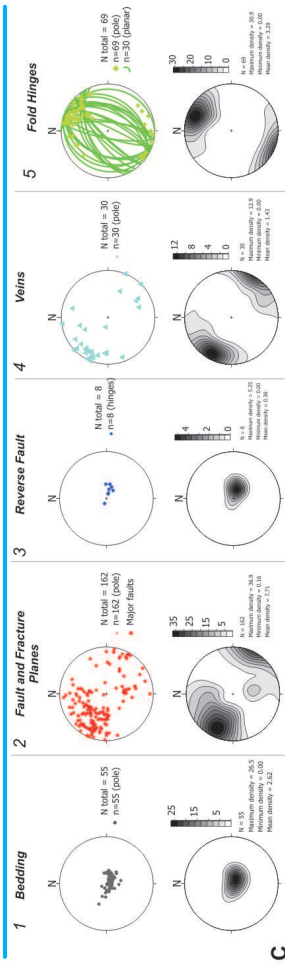 C
1 Bedding
N
N total = 55
n=55 (pole)
25
15
5
N
N = 55
Maximum density = 26.5
Minimum density = 0.00
Mean density = 2.62
2 Fault and Fracture
Planes
N
N total = 162
n=162 (pole)
Major faults
35
25
15
5
N
N = 162
Maximum density = 36.9
Minimum density = 0.16
Mean density = 7.71
3 Reverse Fault
N
N total = 8
n=8 (hinges)
4
2
0
N
N = 8
Maximum density = 5.25
Minimum density = 0.00
Mean density = 0.38
4 Veins
N
N total = 30
n=30 (pole)
12
8
4
0
N
N = 30
Maximum density = 12.9
Minimum density = 0.00
Mean density = 1.43
5 Fold Hinges
N
N total = 69
n=69 (pole)
n=30 (planar)
30
20
10
0
N
N = 69
Maximum density = 30.9
Minimum density = 0.00
Mean density = 3.29